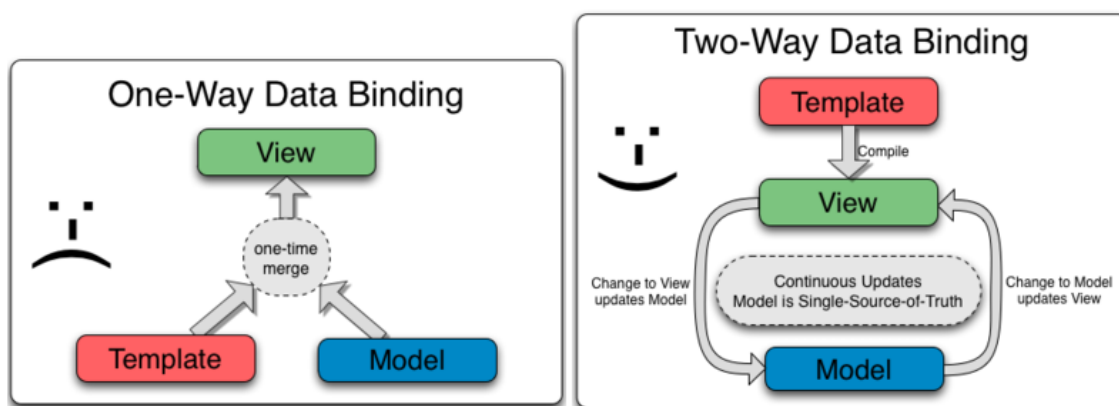 One-Way Data Binding
View
one-time
merge
Template
Model
Two-Way Data Binding
Template
Compile
View
Change to View
updates Model
Continuous Updates
Model is Single-Source-of-Truth
Change to Model
updates View
Model